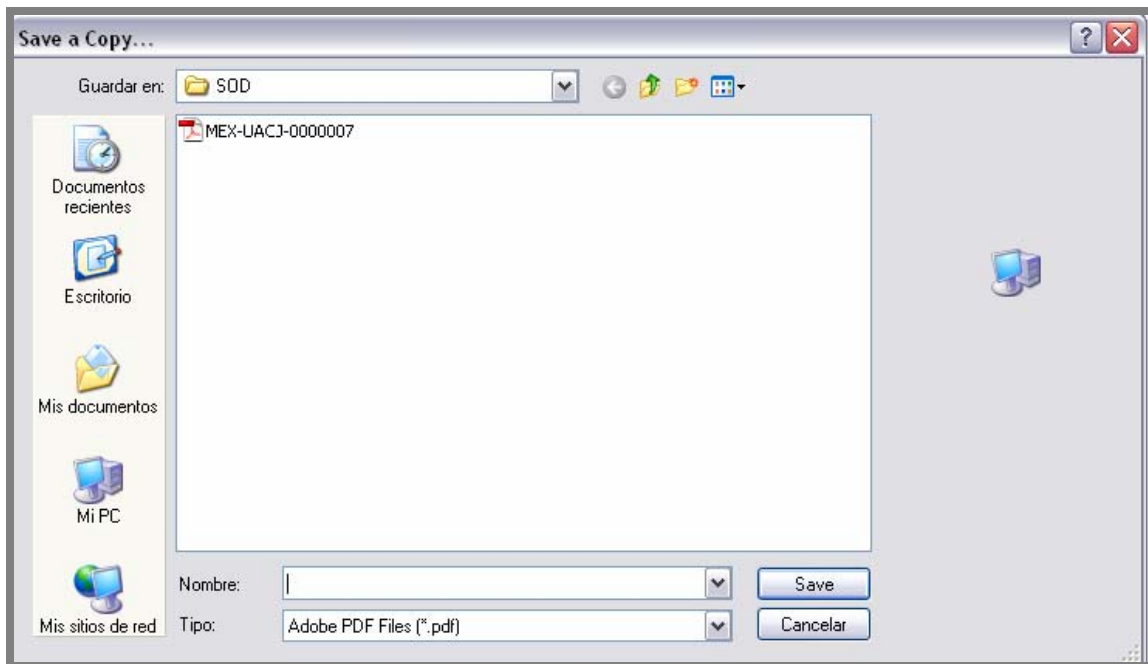 Save a Copy...
Guardar en:
SOD
MEX-UACJ-0000007
Documentos
recientes
Escritorio
Mis documentos
Mi PC
Mis sitios de red
Nombre:
Save
Tipo:
Adobe PDF Files (*.pdf)
Cancelar